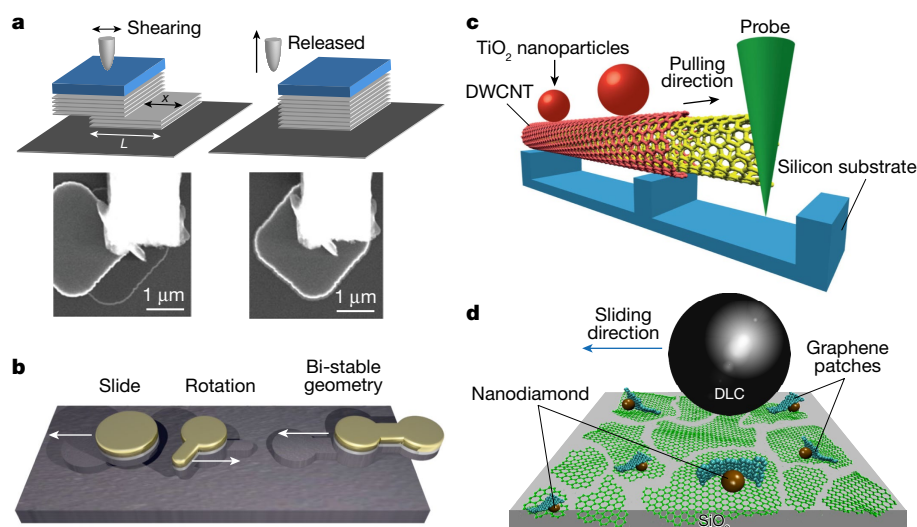 a
Shearing
Released
x
L
1 μm
1 μm
b
Slide
Rotation
Bi-stable
geometry
c
Probe
TiO2 nanoparticles
Pulling
direction
DWCNT
Silicon substrate
d
Sliding
direction
Graphene
patches
DLC
Nanodiamond
SiO2